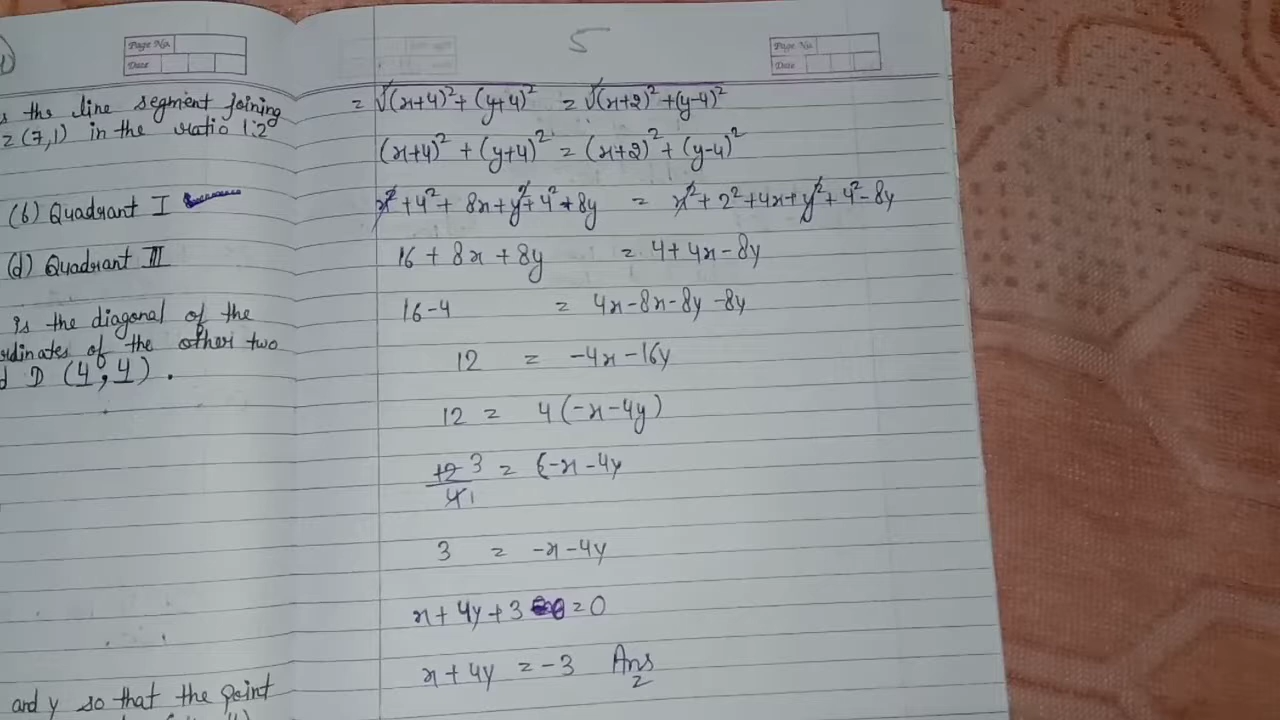 Page No.
Date
s the line segment joining
z (7,1) in the ratio 1:2
(b) Quadrant I
(d) Quadrant III
is the diagonal of the
rdinates of the other two
d D (4,4).
and y so that the point
5
Page No.
Date
= √(x+4)² + (y+4)² = √(x+2)² + (y-4)²
(x+4)² + (y+4)² = (x+2)² + (y-4)²
x² + 4² + 8x + y² + 4² + 8y = x² + 2² + 4x + y² + 4² - 8y
16 + 8x + 8y = 4 + 4x - 8y
16 - 4 = 4x - 8x - 8y - 8y
12 = -4x - 16y
12 = 4(-x - 4y)
12 3 = (-x - 4y
4 1
3 = -x - 4y
x + 4y + 3 = 0
x + 4y = -3 Ans